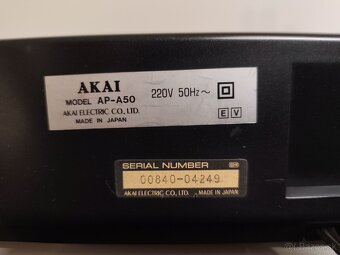 AKAI
MODEL AP-A50
AKAI ELECTRIC CO., LTD.
MADE IN JAPAN
220V 50Hz ~
E V
SERIAL NUMBER
00840-04249
AKAI ELECTRIC CO., LTD. MADE IN JAPAN